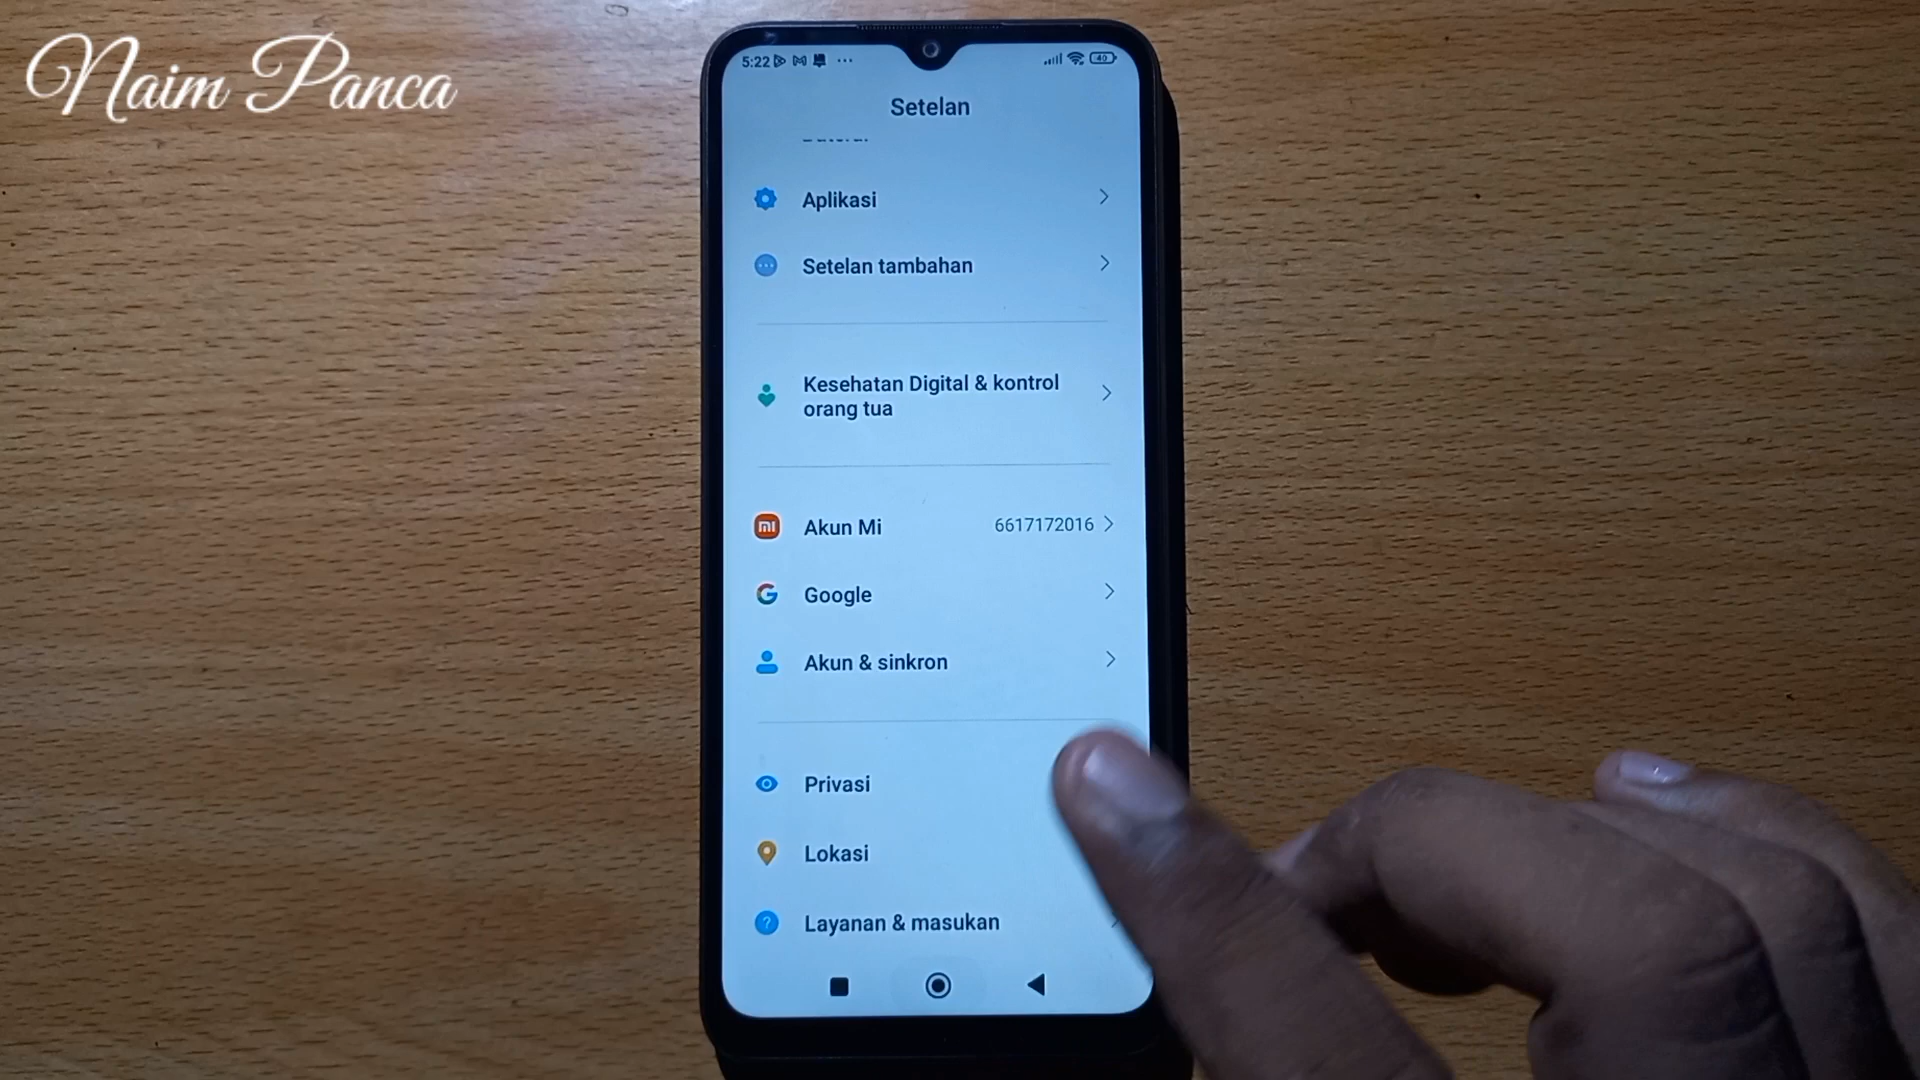 Naim Panca
5:22
40
Setelan
Aplikasi
Setelan tambahan
Kesehatan Digital & kontrol
orang tua
Akun Mi 6617172016
Google
Akun & sinkron
Privasi
Lokasi
Layanan & masukan